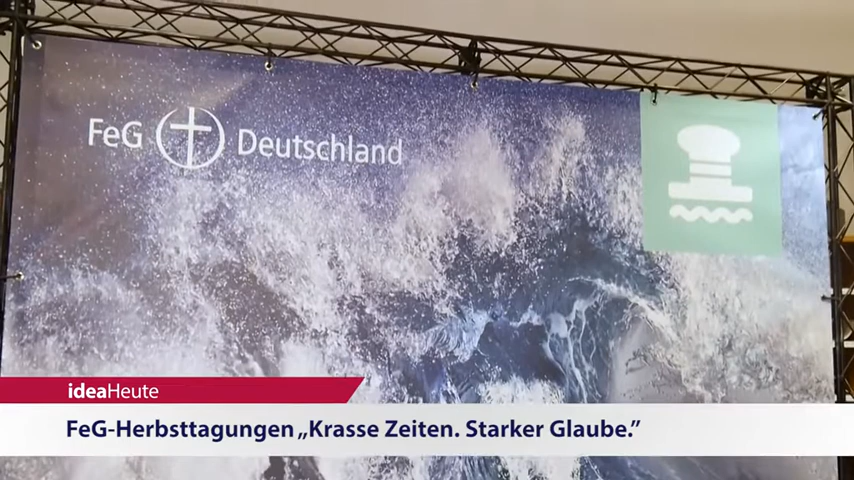 FeG Deutschland
ideaHeute
FeG-Herbsttagungen „Krasse Zeiten. Starker Glaube.”